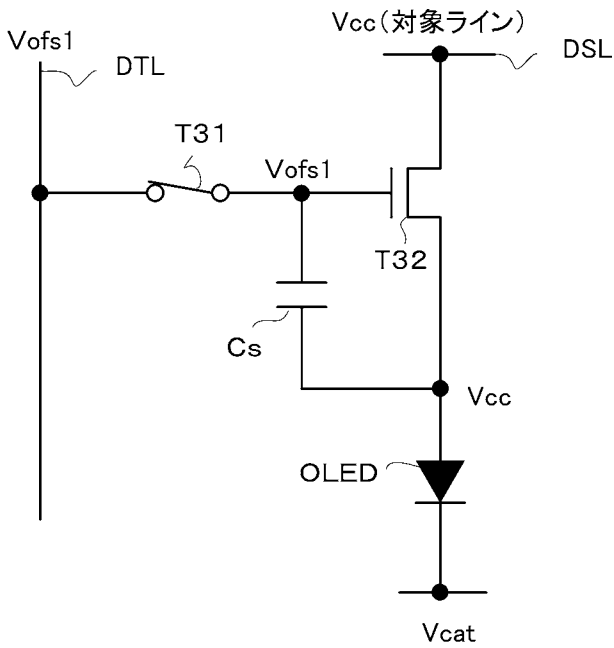 Vcc(対象ライン)
Vofs1
DTL
DSL
T31
Vofs1
T32
Cs
Vcc
OLED
Vcat